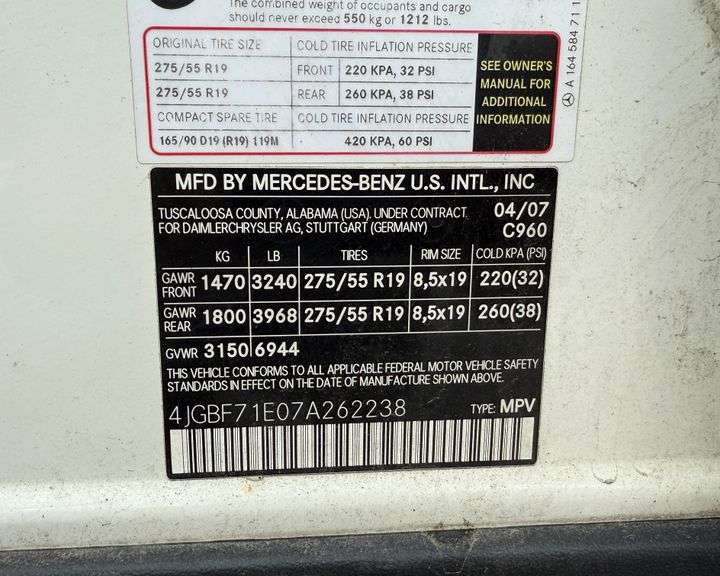 The combined weight of occupants and cargo
should never exceed 550 kg or 1212 lbs.
ORIGINAL TIRE SIZE COLD TIRE INFLATION PRESSURE
275/55 R19 FRONT 220 KPA, 32 PSI
275/55 R19 REAR 260 KPA, 38 PSI
COMPACT SPARE TIRE COLD TIRE INFLATION PRESSURE
165/90 D19 (R19) 119M 420 KPA, 60 PSI
SEE OWNER'S
MANUAL FOR
ADDITIONAL
INFORMATION
A 164 584 71 1
MFD BY MERCEDES-BENZ U.S. INTL., INC
TUSCALOOSA COUNTY, ALABAMA (USA). UNDER CONTRACT 04/07
FOR DAIMLERCHRYSLER AG, STUTTGART (GERMANY) C960
KG LB TIRES RIM SIZE COLD KPA (PSI)
GAWR FRONT 1470 3240 275/55 R19 8,5x19 220(32)
GAWR REAR 1800 3968 275/55 R19 8,5x19 260(38)
GVWR 3150 6944
THIS VEHICLE CONFORMS TO ALL APPLICABLE FEDERAL MOTOR VEHICLE SAFETY
STANDARDS IN EFFECT ON THE DATE OF MANUFACTURE SHOWN ABOVE.
4JGBF71E07A262238 TYPE: MPV